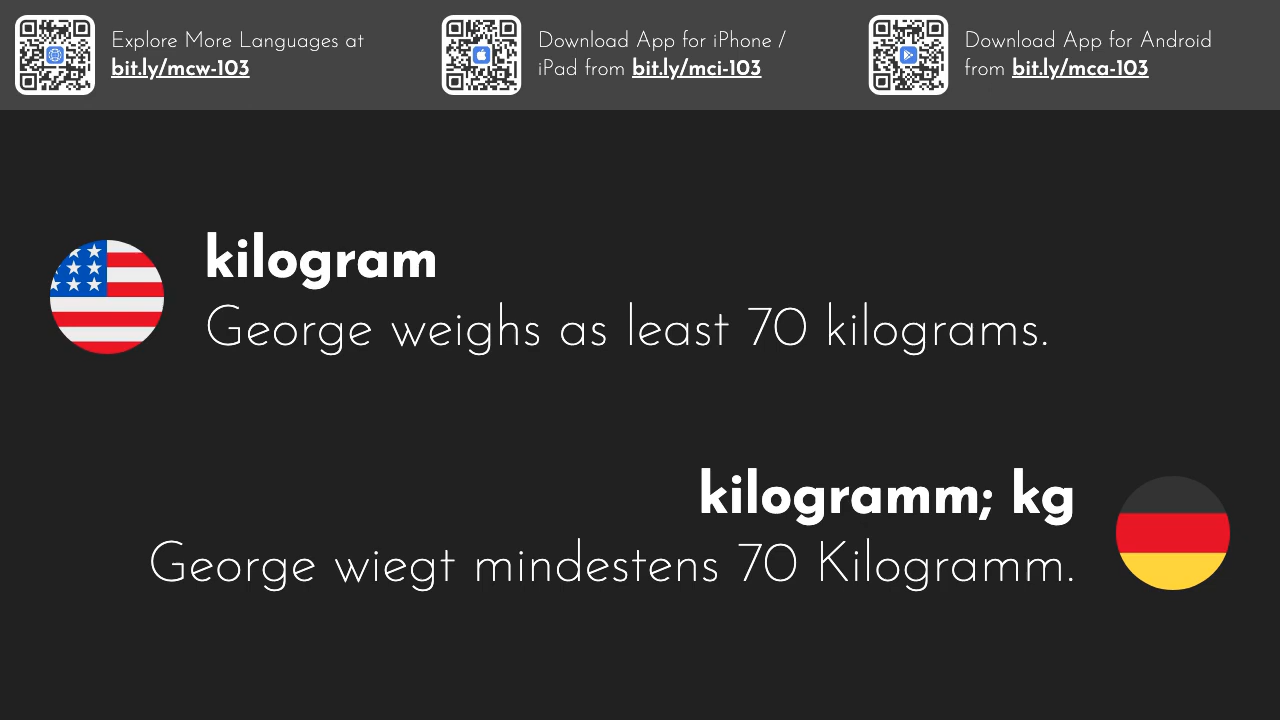 Explore More Languages at
bit.ly/mcw-103
Download App for iPhone /
iPad from bit.ly/mci-103
Download App for Android
from bit.ly/mca-103
kilogram
George weighs as least 70 kilograms.
kilogramm; kg
George wiegt mindestens 70 Kilogramm.